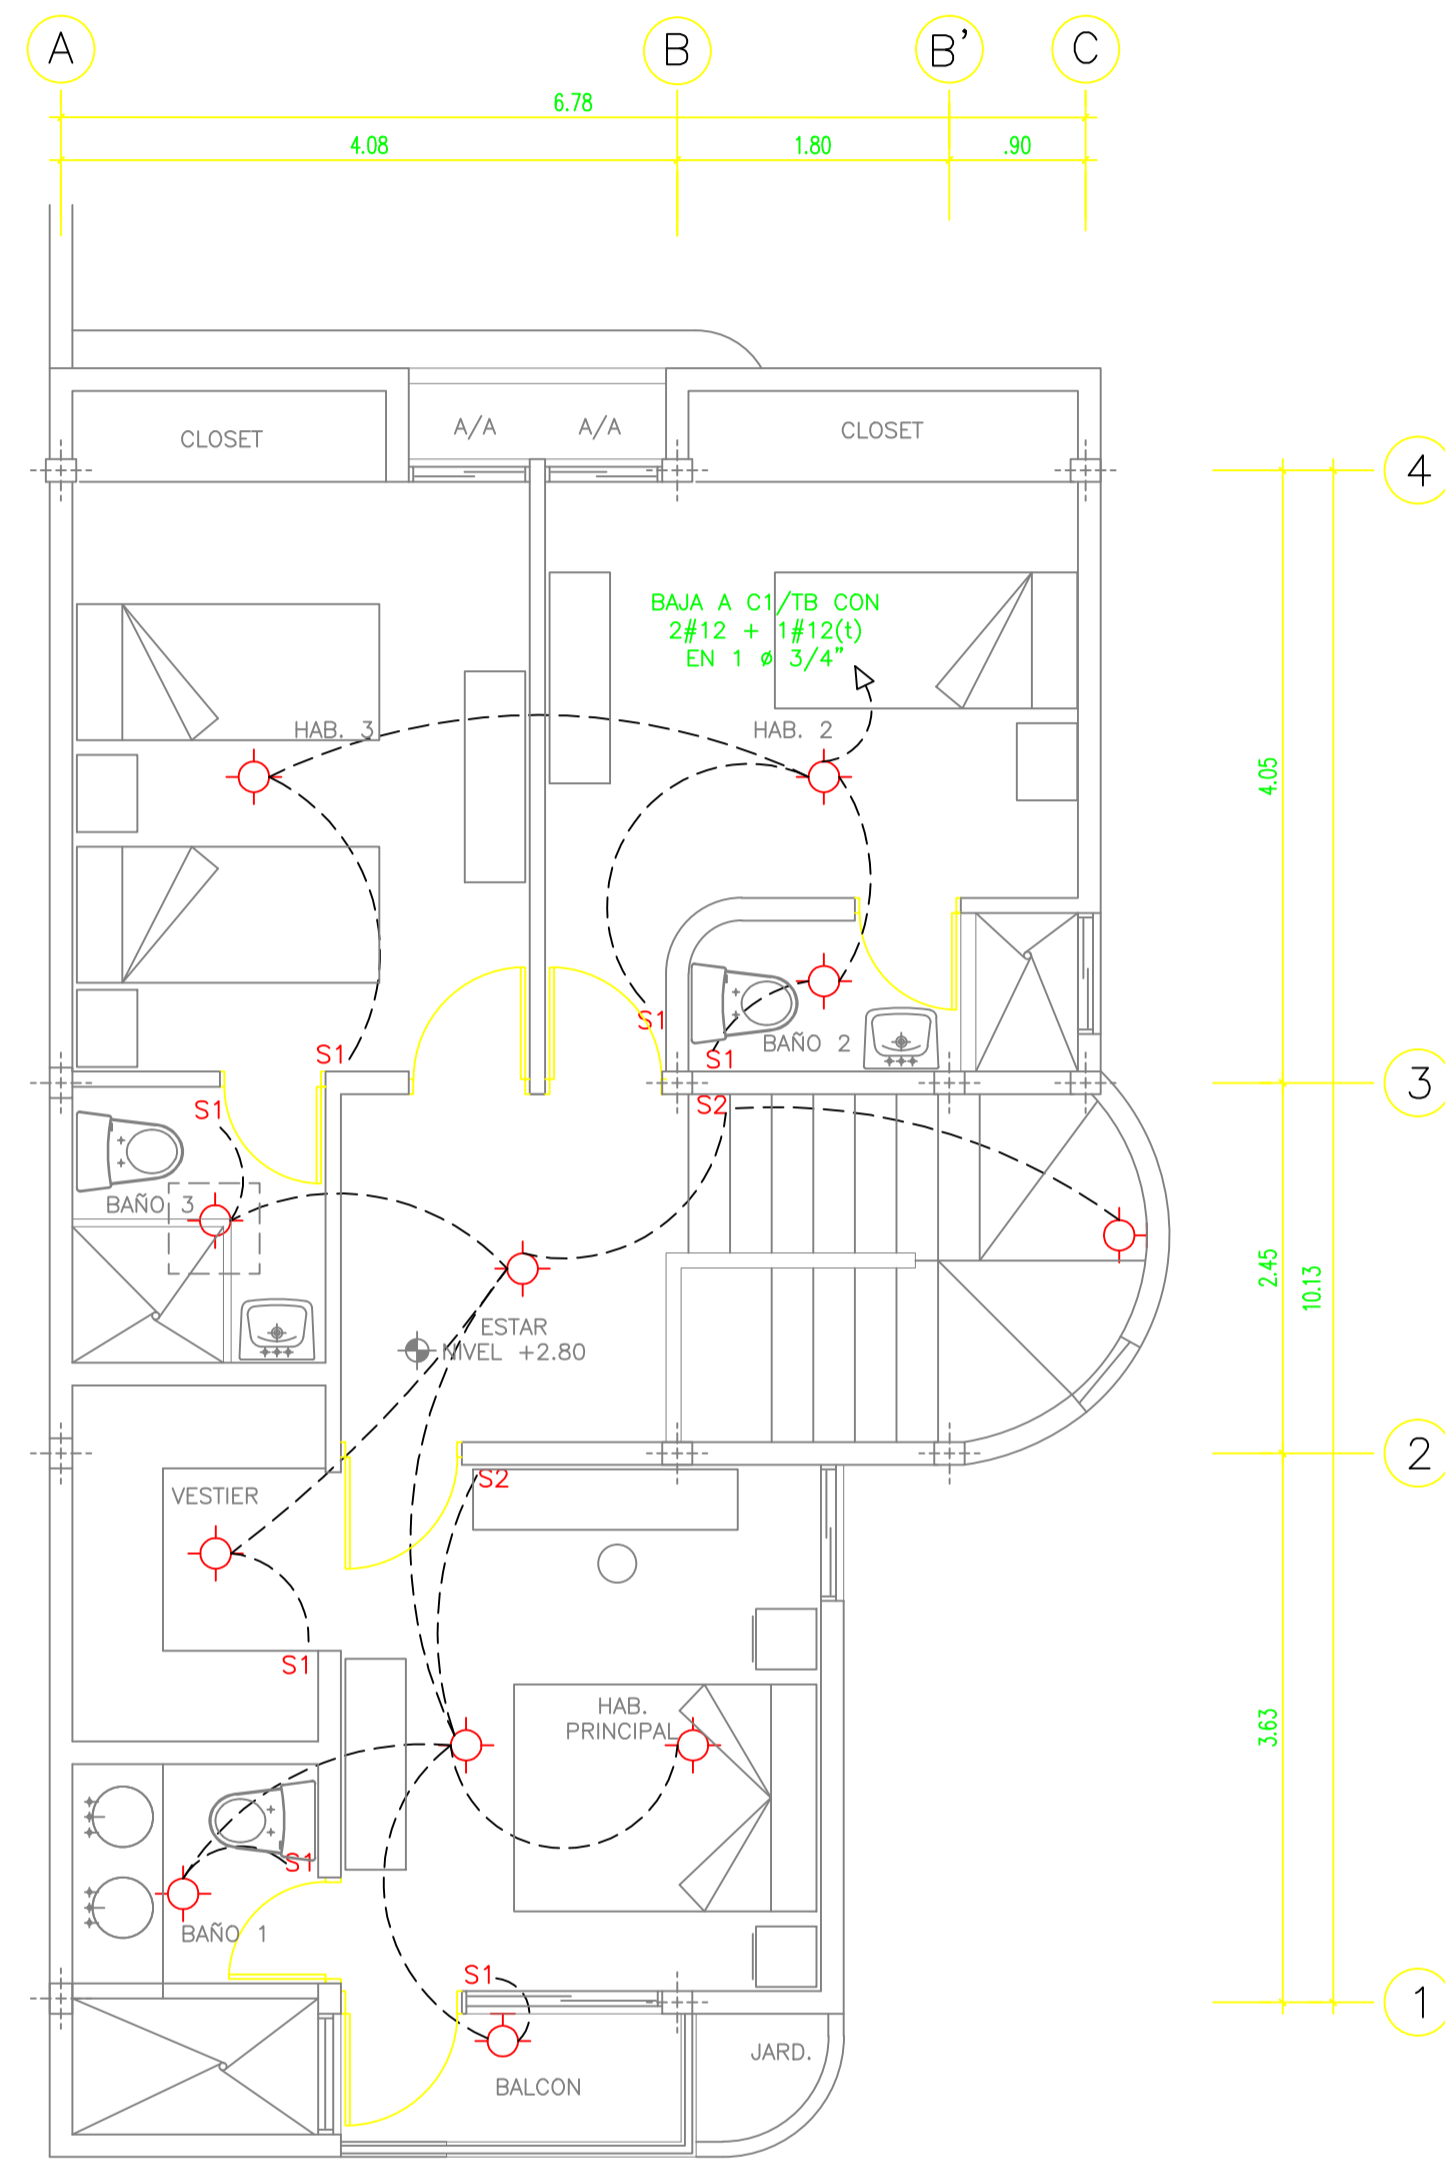 A
B
B'
C
6.78
4.08
1.80
.90
CLOSET
A/A
A/A
CLOSET
4
BAJA A C1/TB CON
2#12 + 1#12(t)
EN 1 ø 3/4"
HAB. 3
HAB. 2
4.05
S1
S1
S1
BAÑO 2
3
S1
S2
BAÑO 3
2.45
10.13
ESTAR
NIVEL +2.80
2
S2
VESTIER
S1
HAB.
PRINCIPAL
3.63
S1
BAÑO 1
S1
1
JARD.
BALCON